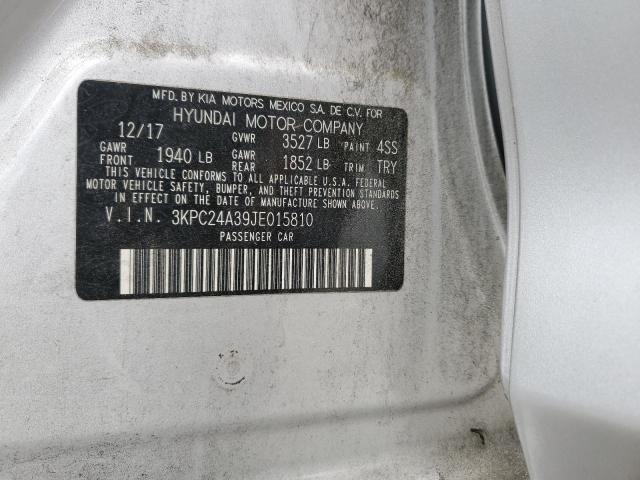 MFD. BY KIA MOTORS MEXICO S.A. DE C.V. FOR
HYUNDAI MOTOR COMPANY
12/17 GVWR 3527 LB PAINT 4SS
GAWR FRONT 1940 LB GAWR REAR 1852 LB TRIM TRY
THIS VEHICLE CONFORMS TO ALL APPLICABLE U.S.A. FEDERAL
MOTOR VEHICLE SAFETY, BUMPER, AND THEFT PREVENTION STANDARDS
IN EFFECT ON THE DATE OF MANUFACTURE SHOWN ABOVE.
V.I.N. 3KPC24A39JE015810
PASSENGER CAR